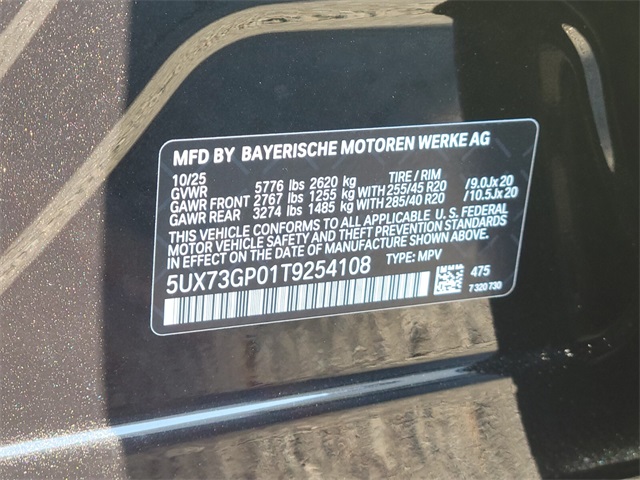 MFD BY BAYERISCHE MOTOREN WERKE AG
10/25 TIRE / RIM
GVWR 5776 lbs 2620 kg
GAWR FRONT 2767 lbs 1255 kg WITH 255/45 R20 /9.0Jx20
GAWR REAR 3274 lbs 1485 kg WITH 285/40 R20 /10.5Jx20
THIS VEHICLE CONFORMS TO ALL APPLICABLE U.S. FEDERAL
MOTOR VEHICLE SAFETY AND THEFT PREVENTION STANDARDS
IN EFFECT ON THE DATE OF MANUFACTURE SHOWN ABOVE.
5UX73GP01T9254108 TYPE: MPV
475
7 320 730